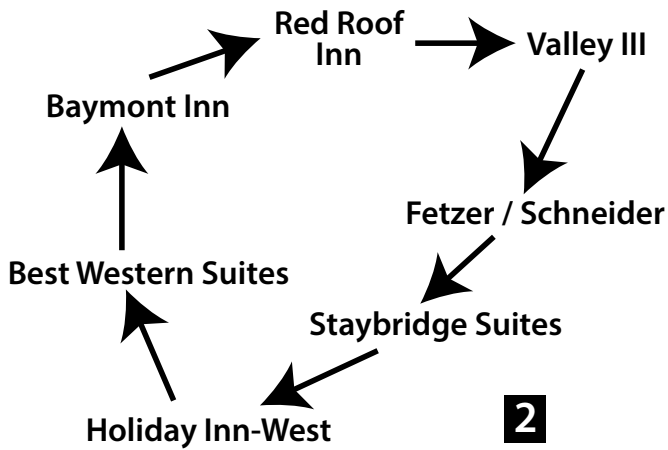 Red Roof
Inn
Valley III
Baymont Inn
Fetzer / Schneider
Best Western Suites
Staybridge Suites
Holiday Inn-West
2